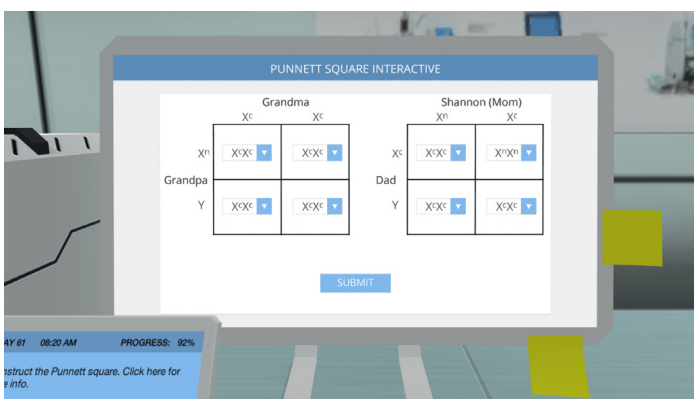 PUNNETT SQUARE INTERACTIVE
Grandma
Xᶜ Xᶜ
Xⁿ XᶜXᶜ XᶜXᶜ
Grandpa
Y XᶜXᶜ XᶜXᶜ
Shannon (Mom)
Xⁿ Xᶜ
Xᶜ XᶜXᶜ XⁿXⁿ
Dad
Y XᶜXᶜ XᶜXᶜ
SUBMIT
AY 61 08:20 AM PROGRESS: 92%
nstruct the Punnett square. Click here for
e info.